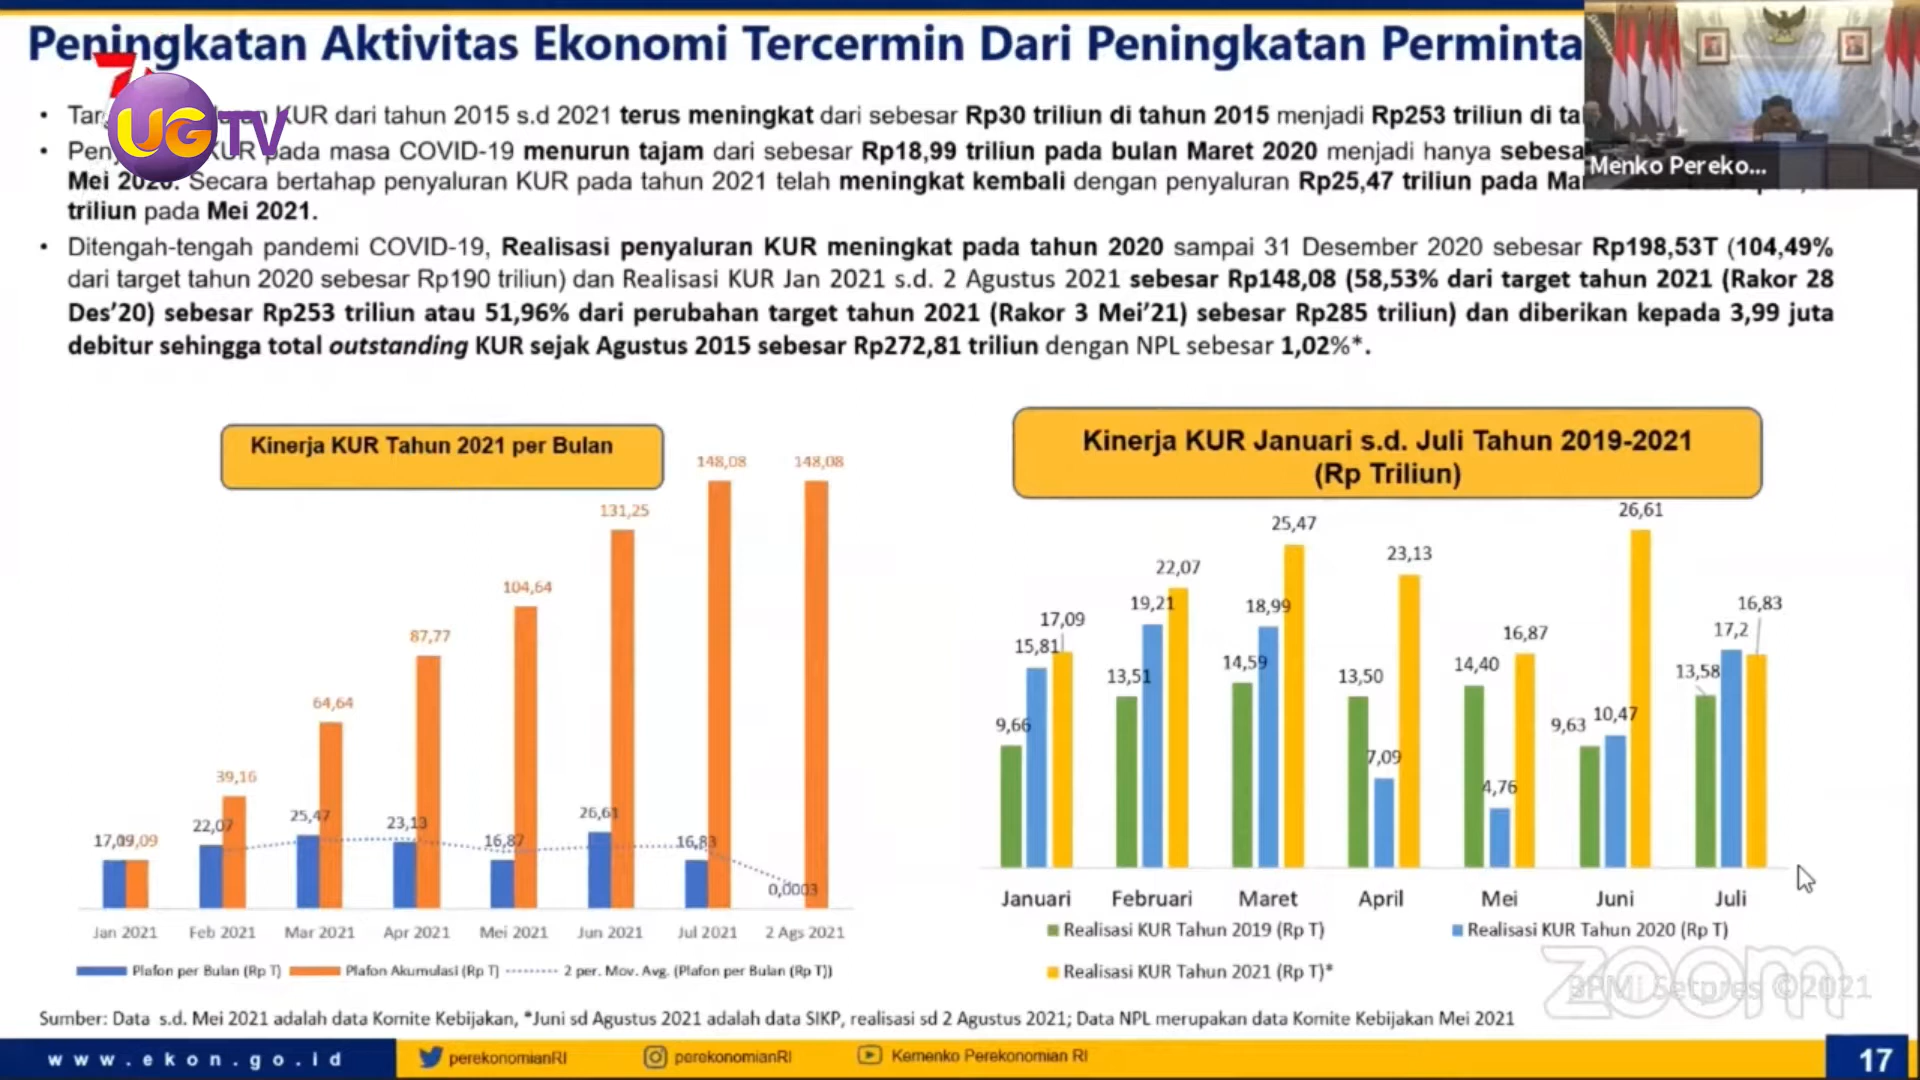 Peningkatan Aktivitas Ekonomi Tercermin Dari Peningkatan
UGTV
Menko Pereko...
• KUR dari tahun 2015 s.d 2021 terus meningkat dari sebesar Rp30 triliun di tahun 2015 menjadi Rp253 triliun di
• KUR pada masa COVID-19 menurun tajam dari sebesar Rp18,99 triliun pada bulan Maret 2020 menjadi hanya
Mei 2020. Secara bertahap penyaluran KUR pada tahun 2021 telah meningkat kembali dengan penyaluran Rp25,47 triliun pada
triliun pada Mei 2021.
• Ditengah-tengah pandemi COVID-19, Realisasi penyaluran KUR meningkat pada tahun 2020 sampai 31 Desember 2020 sebesar Rp198,53T (104,49%
dari target tahun 2020 sebesar Rp190 triliun) dan Realisasi KUR Jan 2021 s.d. 2 Agustus 2021 sebesar Rp148,08 (58,53% dari target tahun 2021 (Rakor 28
Des'20) sebesar Rp253 triliun atau 51,96% dari perubahan target tahun 2021 (Rakor 3 Mei'21) sebesar Rp285 triliun) dan diberikan kepada 3,99 juta
debitur sehingga total outstanding KUR sejak Agustus 2015 sebesar Rp272,81 triliun dengan NPL sebesar 1,02%*.
Kinerja KUR Tahun 2021 per Bulan
148,08 148,08
131,25
104,64
87,77
64,64
39,16
17,09 17,09
22,07
25,47
23,13
16,87
26,61
16,83
0,0003
Jan 2021 Feb 2021 Mar 2021 Apr 2021 Mei 2021 Jun 2021 Jul 2021 2 Ags 2021
Plafon per Bulan (Rp T) Plafon Akumulasi (Rp T) 2 per. Mov. Avg. (Plafon per Bulan (Rp T))
Kinerja KUR Januari s.d. Juli Tahun 2019-2021
(Rp Triliun)
9,66 15,81 17,09
13,51 19,21 22,07
14,59 18,99 25,47
13,50 7,09 23,13
14,40 4,76 16,87
9,63 10,47 26,61
13,58 17,2 16,83
Januari Februari Maret April Mei Juni Juli
Realisasi KUR Tahun 2019 (Rp T) Realisasi KUR Tahun 2020 (Rp T)
Realisasi KUR Tahun 2021 (Rp T)*
zoom
BPMI Setpres ©2021
Sumber: Data s.d. Mei 2021 adalah data Komite Kebijakan, *Juni sd Agustus 2021 adalah data SIKP, realisasi sd 2 Agustus 2021; Data NPL merupakan data Komite Kebijakan Mei 2021
www.ekon.go.id perekonomianRI perekonomianRI Kemenko Perekonomian RI 17